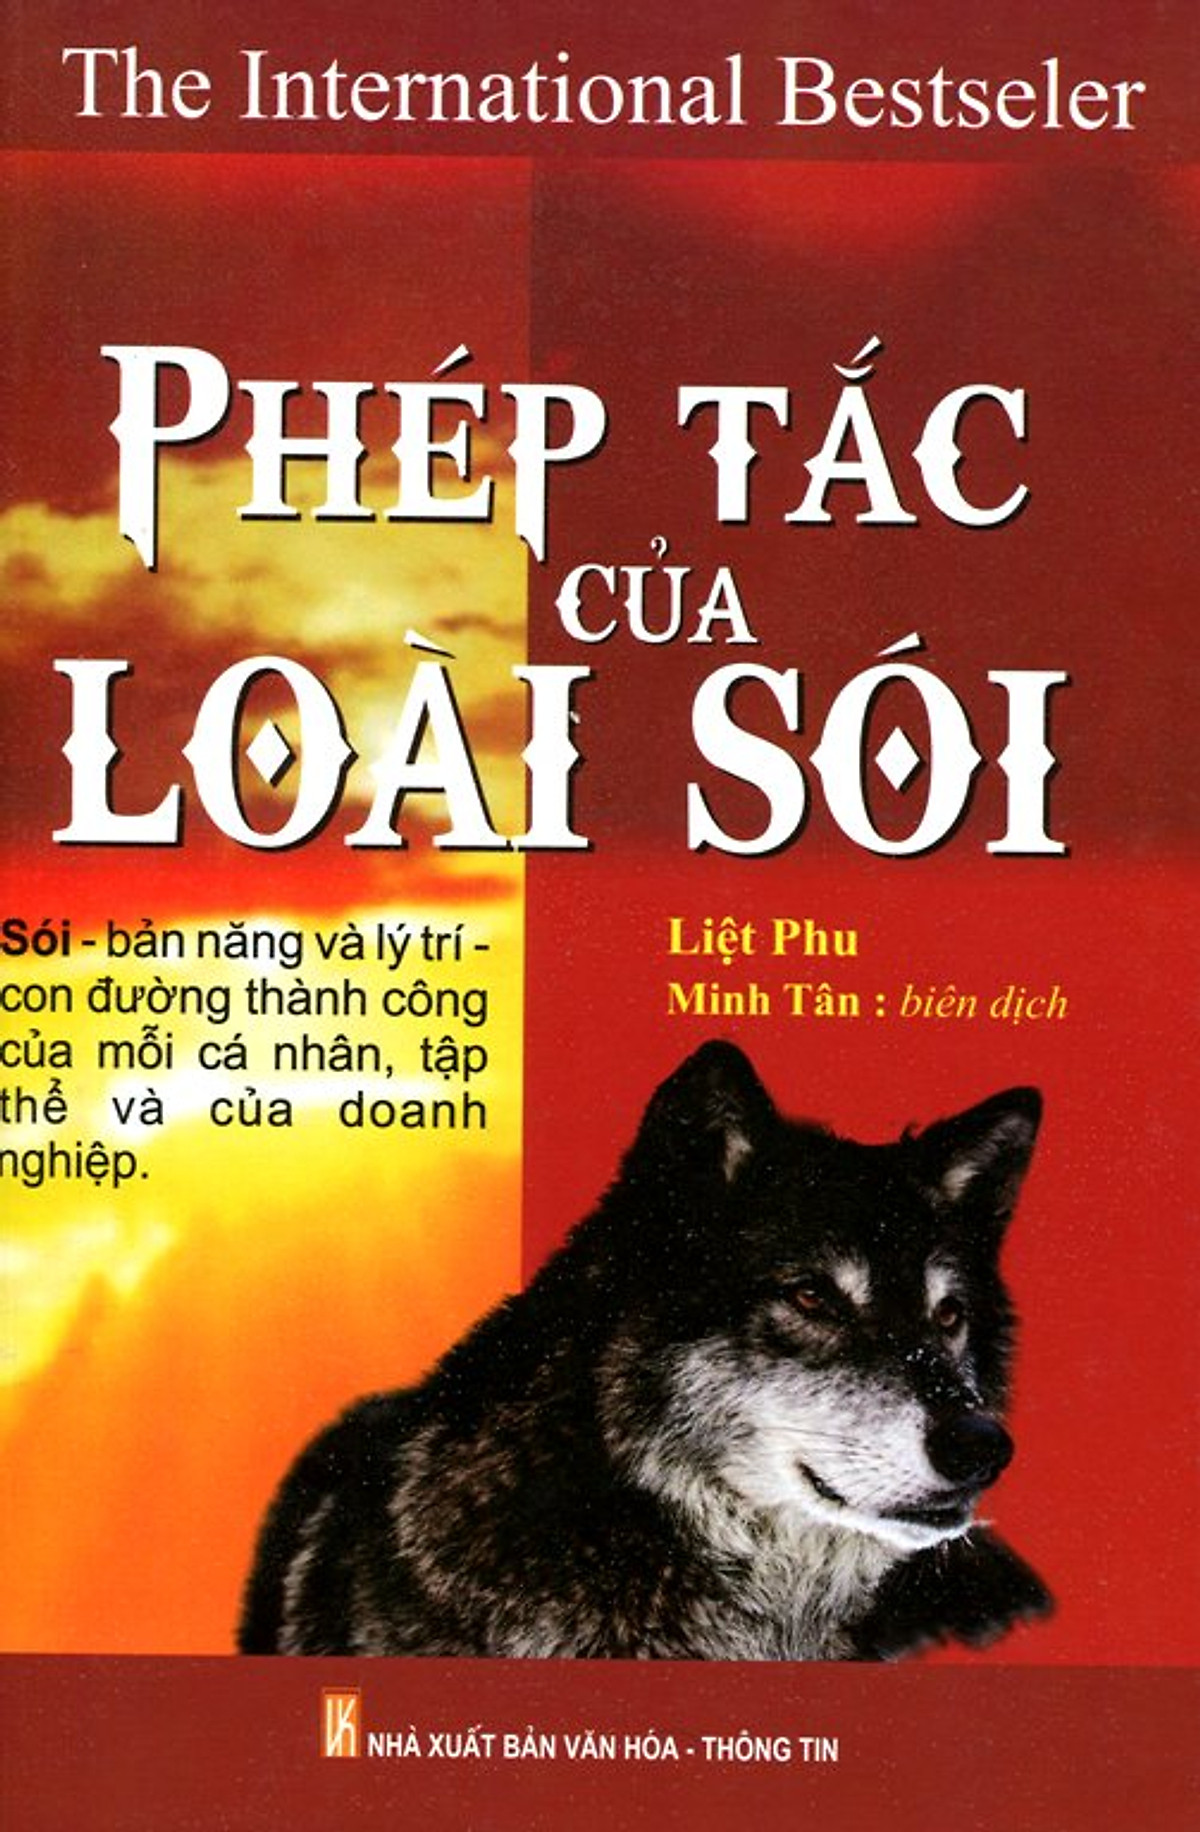 The International Bestseler
PHÉP TẮC
CỦA
LOÀI SÓI
Sói - bản năng và lý trí -
con đường thành công
của mỗi cá nhân, tập
thể và của doanh
nghiệp.
Liệt Phu
Minh Tân : biên dịch
NHÀ XUẤT BẢN VĂN HÓA - THÔNG TIN